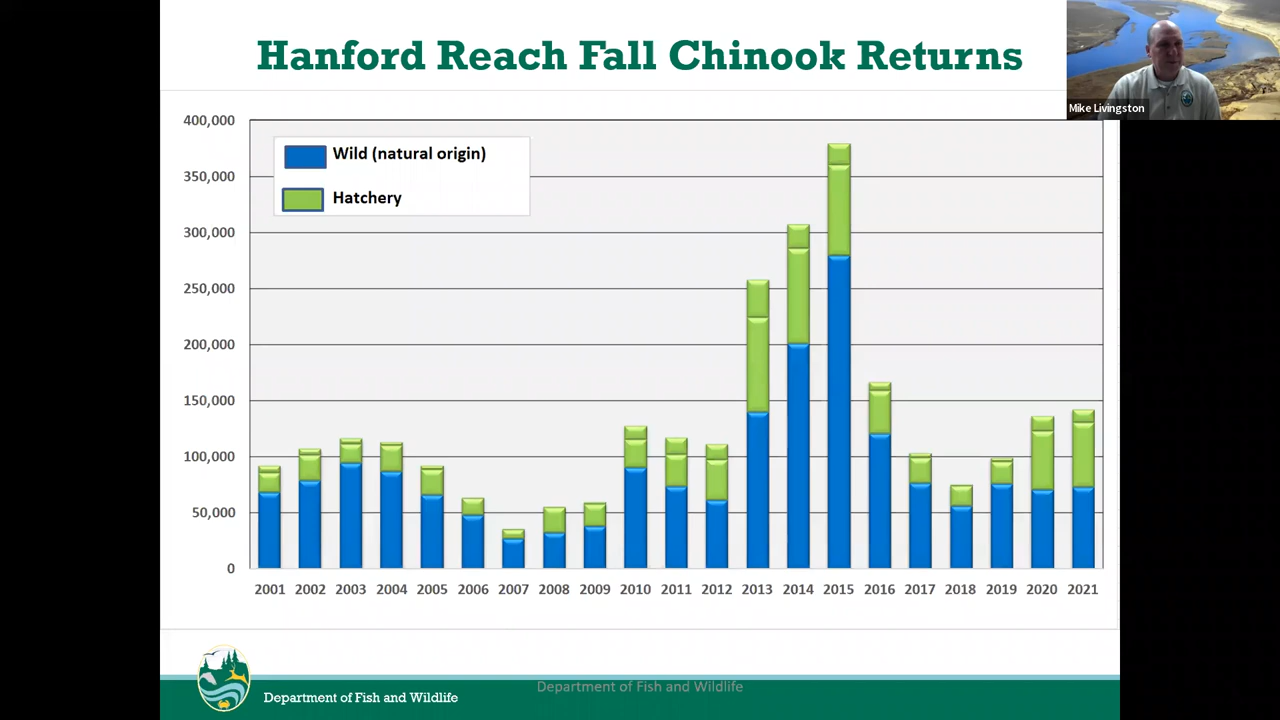 Hanford Reach Fall Chinook Returns
Mike Livingston
400,000
350,000
300,000
250,000
200,000
150,000
100,000
50,000
0
Wild (natural origin)
Hatchery
2001 2002 2003 2004 2005 2006 2007 2008 2009 2010 2011 2012 2013 2014 2015 2016 2017 2018 2019 2020 2021
Department of Fish and Wildlife
Department of Fish and Wildlife